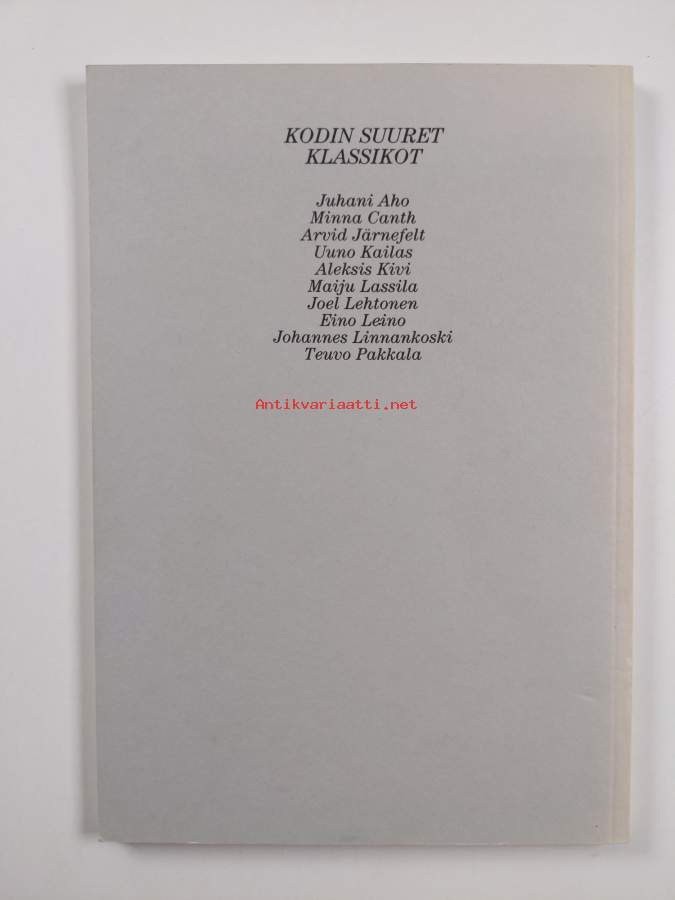 KODIN SUURET
KLASSIKOT
Juhani Aho
Minna Canth
Arvid Järnefelt
Uuno Kailas
Aleksis Kivi
Maiju Lassila
Joel Lehtonen
Eino Leino
Johannes Linnankoski
Teuvo Pakkala
Antikvariaatti.net